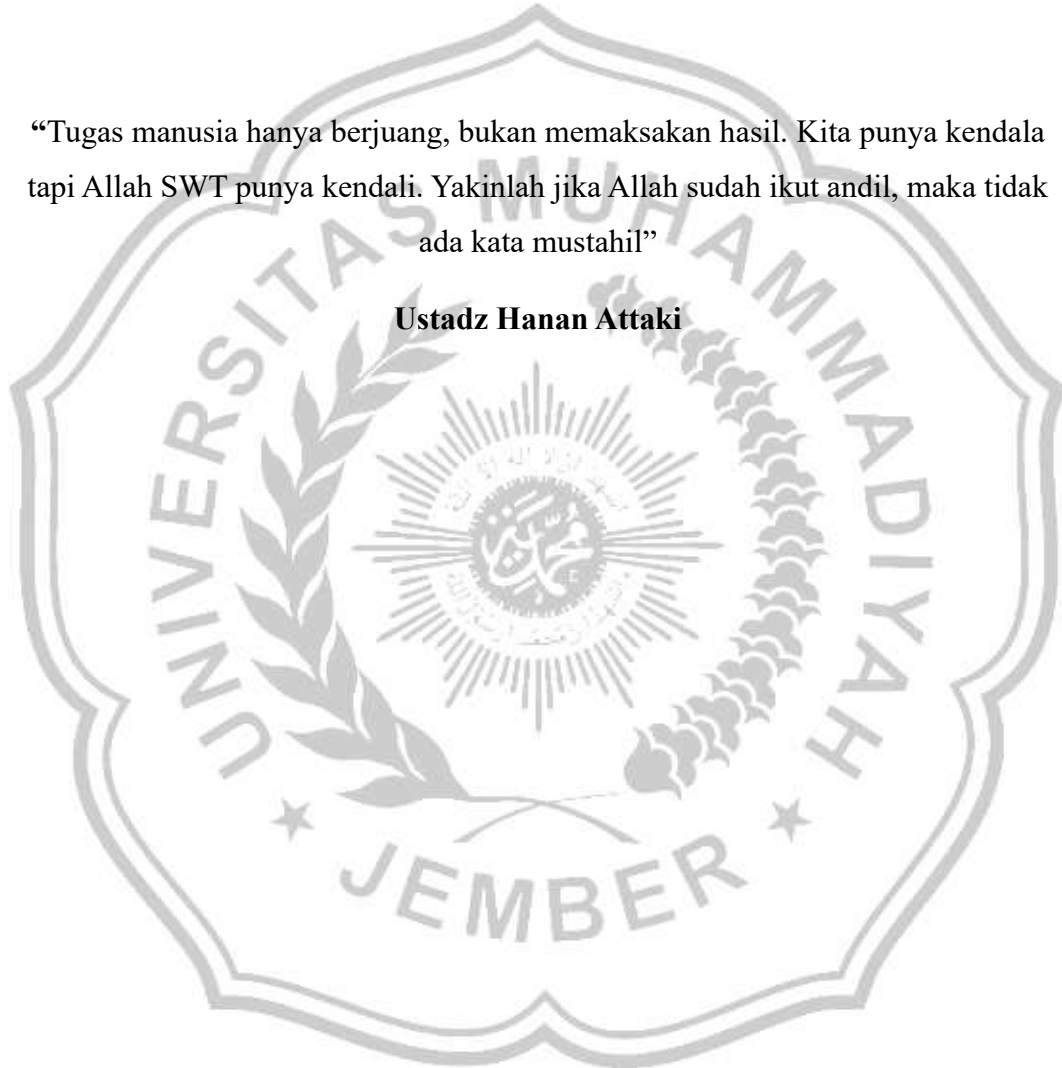 “Tugas manusia hanya berjuang, bukan memaksakan hasil. Kita punya kendala
tapi Allah SWT punya kendali. Yakinlah jika Allah sudah ikut andil, maka tidak
ada kata mustahil”
Ustadz Hanan Attaki
UNIVERSITAS MUHAMMADIYAH
JEMBER